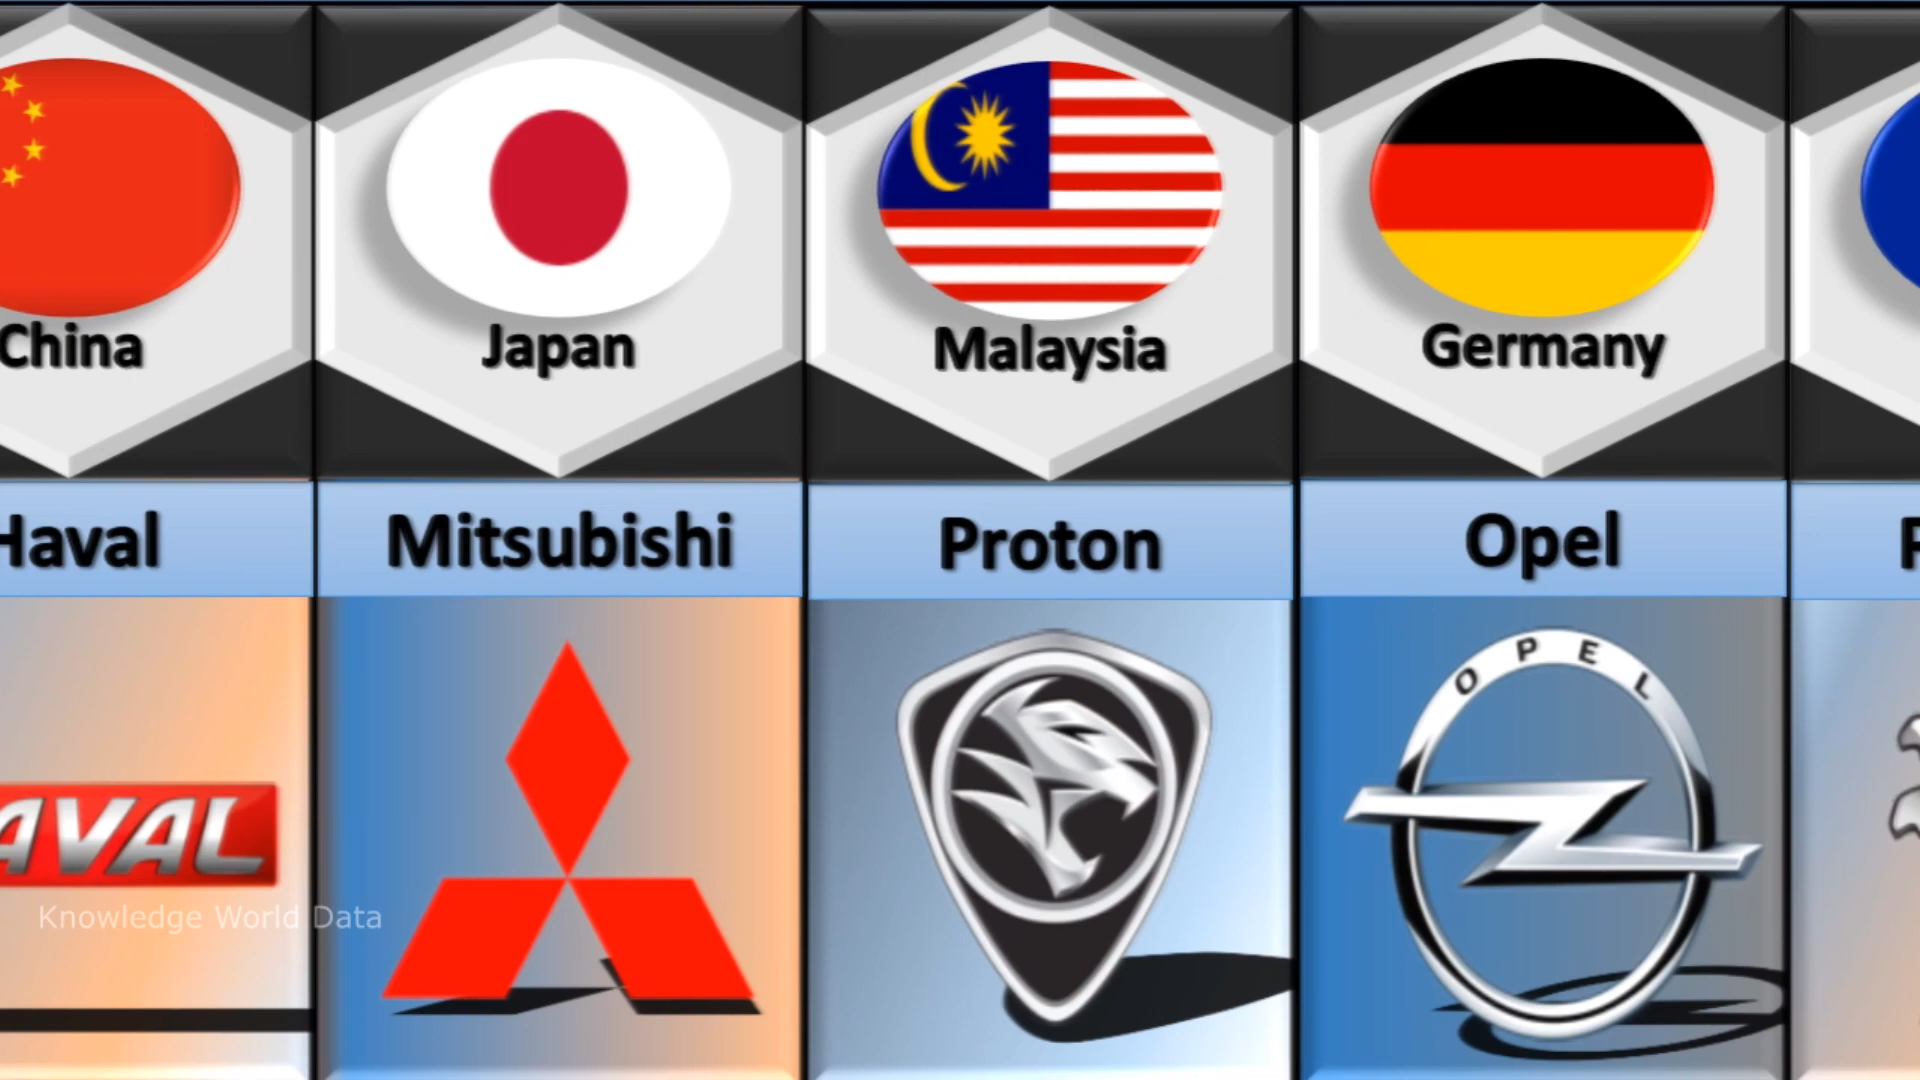 China
Japan
Malaysia
Germany
Haval
Mitsubishi
Proton
Opel
OPEL
AVAL
Knowledge World Data